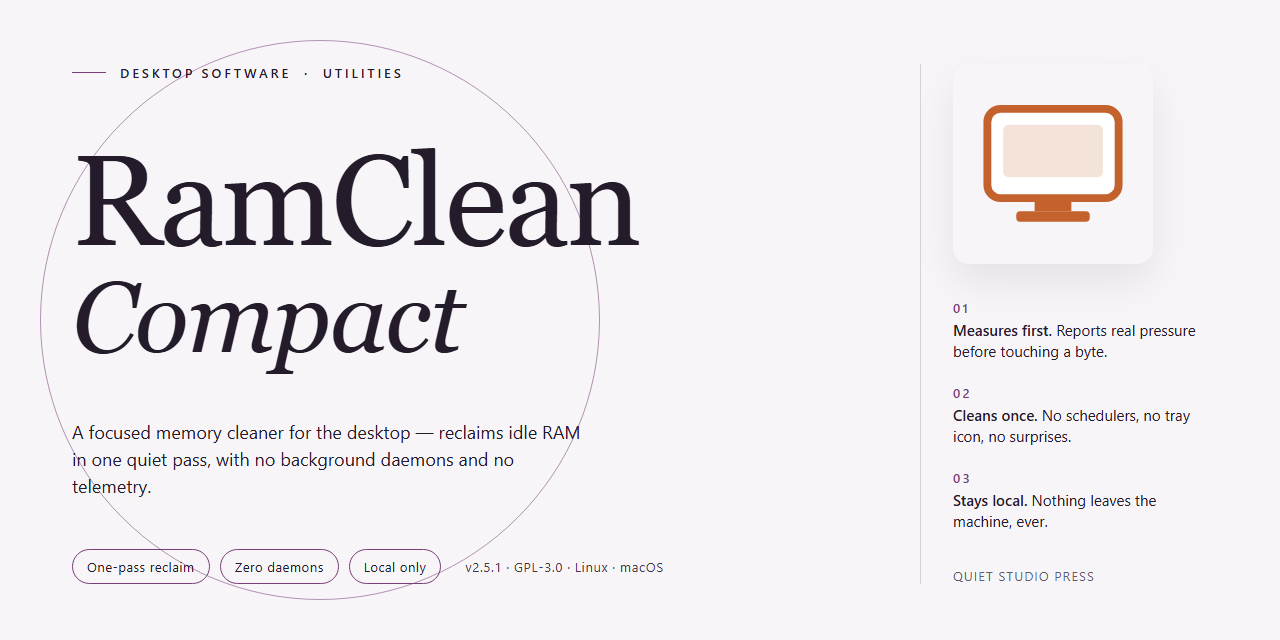 DESKTOP SOFTWARE · UTILITIES
RamClean
Compact
A focused memory cleaner for the desktop — reclaims idle RAM
in one quiet pass, with no background daemons and no
telemetry.
One-pass reclaim
Zero daemons
Local only
v2.5.1 · GPL-3.0 · Linux · macOS
01
Measures first. Reports real pressure
before touching a byte.
02
Cleans once. No schedulers, no tray
icon, no surprises.
03
Stays local. Nothing leaves the
machine, ever.
QUIET STUDIO PRESS